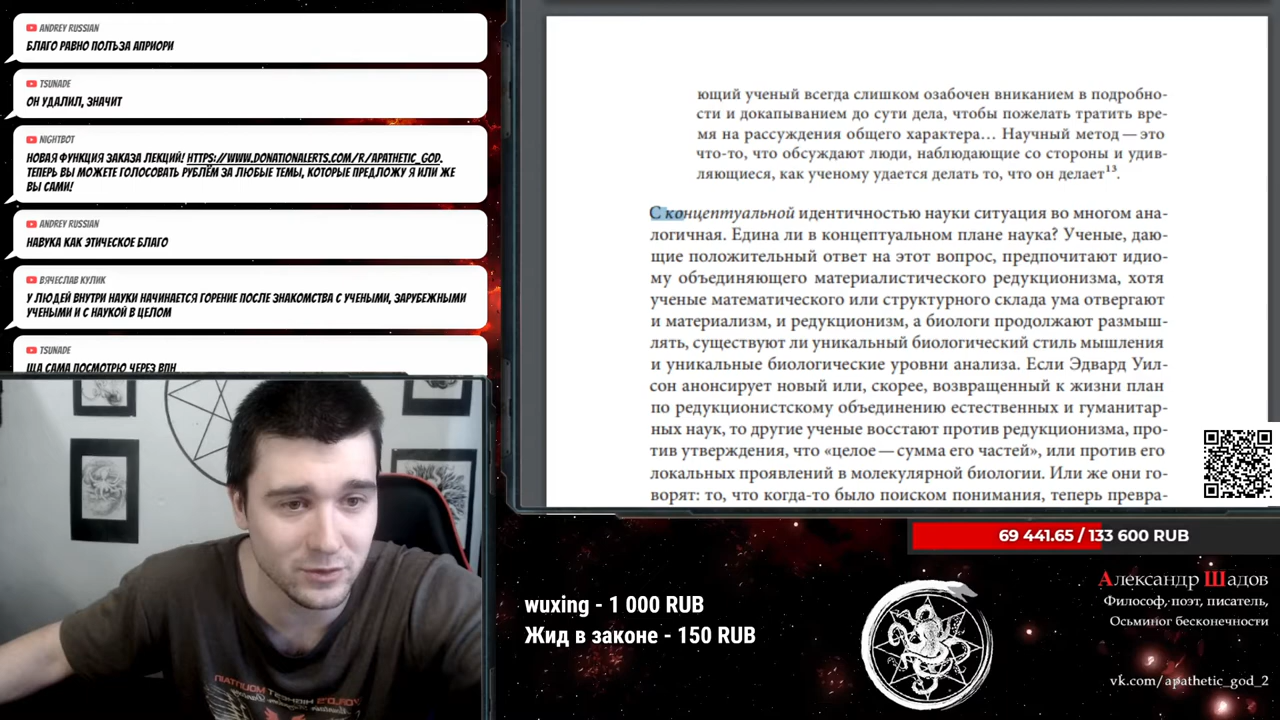 ANDREY RUSSIAN
БЛАГО РАВНО ПОЛЪЗА АПРИОРИ
TSUNADE
ОН УДАЛИЛ, ЗНАЧИТ
NIGHTBOT
НОВАЯ ФУНКЦИЯ ЗАКАЗА ЛЕКЦИЙ! HTTPS://WWW.DONATIONALERTS.COM/R/APATHETIC_GOD.
ТЕПЕРЬ ВЫ МОЖЕТЕ ГОЛОСОВАТЬ РУБЛЁМ ЗА ЛЮБЫЕ ТЕМЫ, КОТОРЫЕ ПРЕДЛОЖУ Я ИЛИ ЖЕ
ВЫ САМИ!
ANDREY RUSSIAN
НАВУКА КАК ЭТИЧЕСКОЕ БЛАГО
ВЯЧЕСЛАВ КУЛИК
У ЛЮДЕЙ ВНУТРИ НАУКИ НАЧИНАЕТСЯ ГОРЕНИЕ ПОСЛЕ ЗНАКОМСТВА С УЧЕНЫМИ, ЗАРУБЕЖНЫМИ
УЧЕНЫМИ И С НАУКОЙ В ЦЕЛОМ
TSUNADE
ЩА САМА ПОСМОТРЮ ЧЕРЕЗ ВПН
ющий ученый всегда слишком озабочен вниканием в подробно-
сти и докапыванием до сути дела, чтобы пожелать тратить вре-
мя на рассуждения общего характера… Научный метод — это
что-то, что обсуждают люди, наблюдающие со стороны и удив-
ляющиеся, как ученому удается делать то, что он делает¹³.
С концептуальной идентичностью науки ситуация во многом ана-
логичная. Едина ли в концептуальном плане наука? Ученые, даю-
щие положительный ответ на этот вопрос, предпочитают идио-
му объединяющего материалистического редукционизма, хотя
ученые математического или структурного склада ума отвергают
и материализм, и редукционизм, а биологи продолжают размыш-
лять, существуют ли уникальный биологический стиль мышления
и уникальные биологические уровни анализа. Если Эдвард Уил-
сон анонсирует новый или, скорее, возвращенный к жизни план
по редукционистскому объединению естественных и гуманитар-
ных наук, то другие ученые восстают против редукционизма, про-
тив утверждения, что «целое — сумма его частей», или против его
локальных проявлений в молекулярной биологии. Или же они го-
ворят: то, что когда-то было поиском понимания, теперь превра-
69 441.65 / 133 600 RUB
wuxing - 1 000 RUB
Жид в законе - 150 RUB
Александр Шадов
Философ, поэт, писатель,
Осьминог бесконечности
vk.com/apathetic_god_2